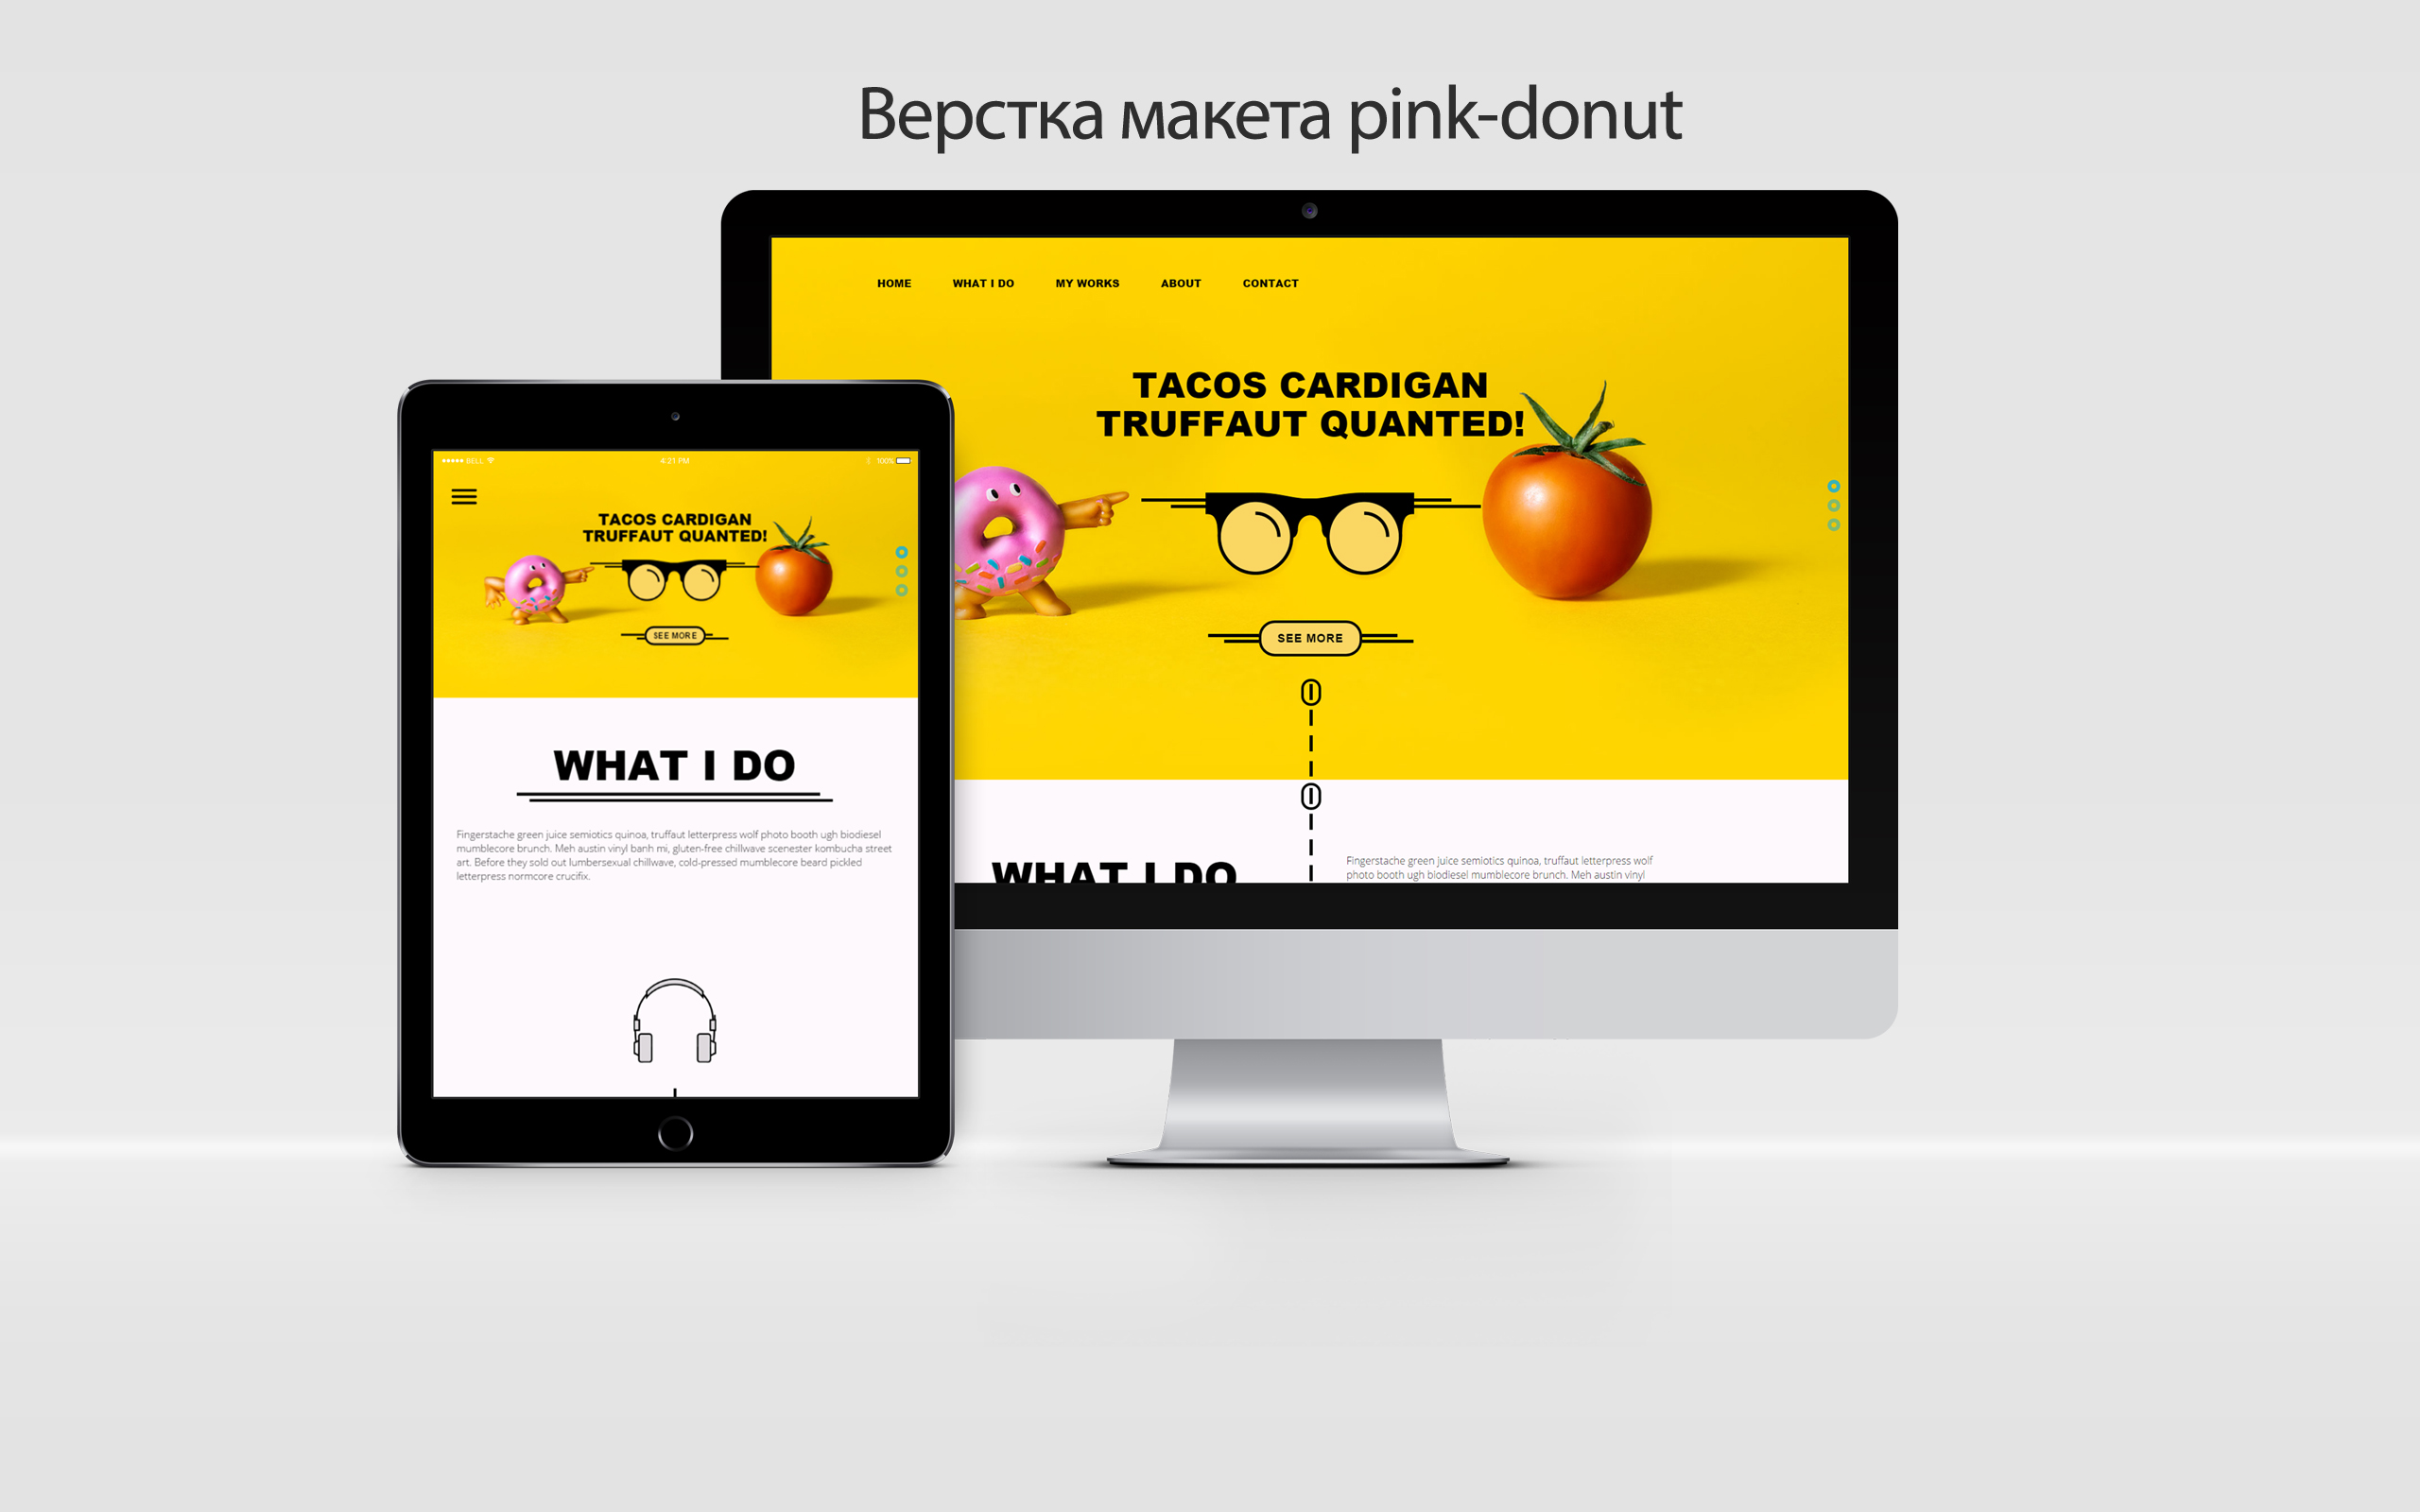 Верстка макета pink-donut
HOME WHAT I DO MY WORKS ABOUT CONTACT
TACOS CARDIGAN
TRUFFAUT QUANTED!
SEE MORE
WHAT I DO
Fingerstache green juice semiotics quinoa, truffaut letterpress wolf
photo booth ugh biodiesel mumblecore brunch. Meh austin vinyl
BELL 4:21 PM 100%
TACOS CARDIGAN
TRUFFAUT QUANTED!
SEE MORE
WHAT I DO
Fingerstache green juice semiotics quinoa, truffaut letterpress wolf photo booth ugh biodiesel
mumblecore brunch. Meh austin vinyl banh mi, gluten-free chillwave scenester kombucha street
art. Before they sold out lumbersexual chillwave, cold-pressed mumblecore beard pickled
letterpress normcore crucifix.